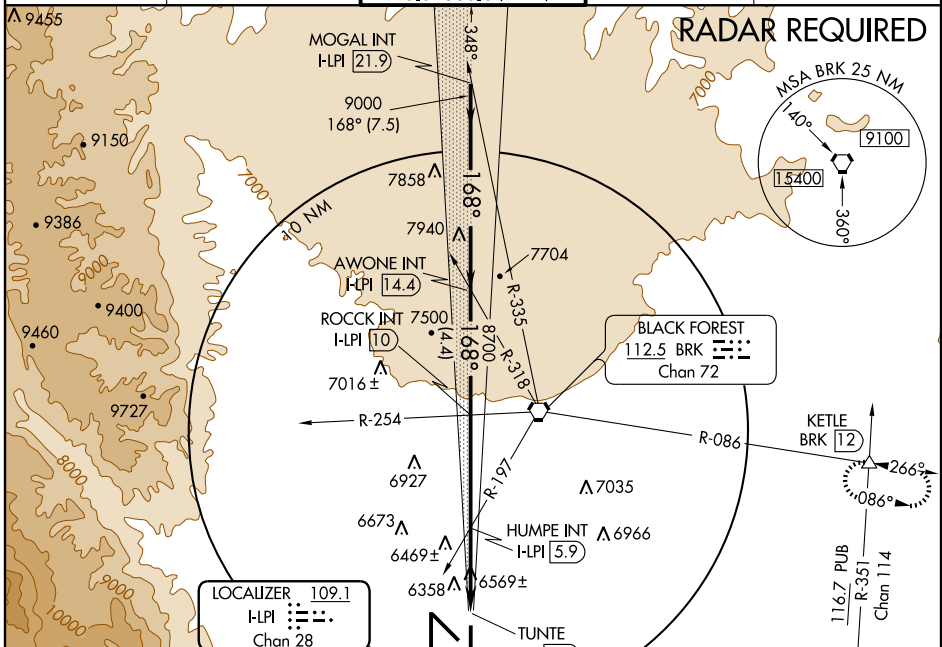 9455
RADAR REQUIRED
MOGAL INT
I-LPI 21.9
348°
7000
MSA BRK 25 NM
140°
9100
15400
360°
9000
168° (7.5)
9150
7858
168°
7000
10 NM
9386
7940
7704
9000
AWONE INT
I-LPI 14.4
R-335
9400
ROCCK INT
I-LPI 10
7500
(4.4)
168°
8700
R-318
BLACK FOREST
112.5 BRK
Chan 72
9460
7016 ±
9727
R-254
R-086
KETLE
BRK 12
8000
6927
R-197
7035
266°
086°
6673
6469±
HUMPE INT
I-LPI 5.9
6966
6358
6569±
9000
10000
LOCALIZER 109.1
I-LPI
Chan 28
TUNTE
116.7 PUB
R-351
Chan 114